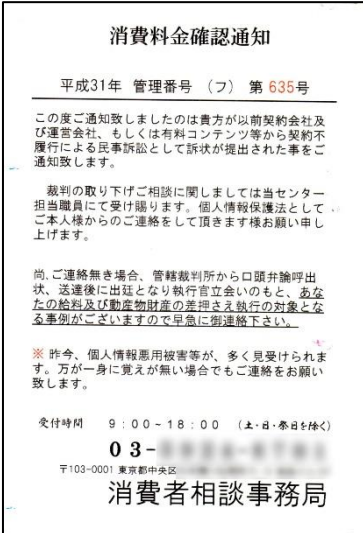 消費料金確認通知
平成31年 管理番号 (フ) 第 635号
この度ご通知致しましたのは貴方が以前契約会社及
び運営会社、もしくは有料コンテンツ等から契約不
履行による民事訴訟として訴状が提出された事をご
通知致します。
裁判の取り下げご相談に関しましては当センター
担当職員にて受け賜ります。個人情報保護法として
ご本人様からのご連絡をして頂きます様お願い申し
上げます。
尚、ご連絡無き場合、管轄裁判所から口頭弁論呼出
状、送達後に出廷となり執行官立会いのもと、あな
たの給料及び動産物財産の差押さえ執行の対象とな
る事例がございますので早急に御連絡下さい。
※ 昨今、個人情報悪用被害等が、多く見受けられま
す。万が一身に覚えが無い場合でもご連絡をお願い
致します。
受付時間 9:00~18:00 (土・日・祭日を除く)
03-
〒103-0001 東京都中央区
消費者相談事務局